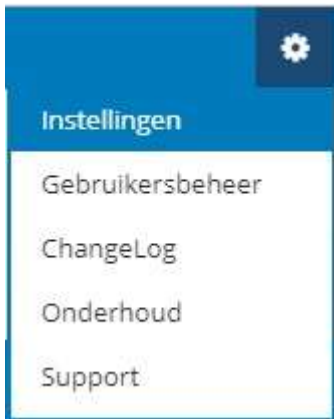 Instellingen
Gebruikersbeheer
ChangeLog
Onderhoud
Support